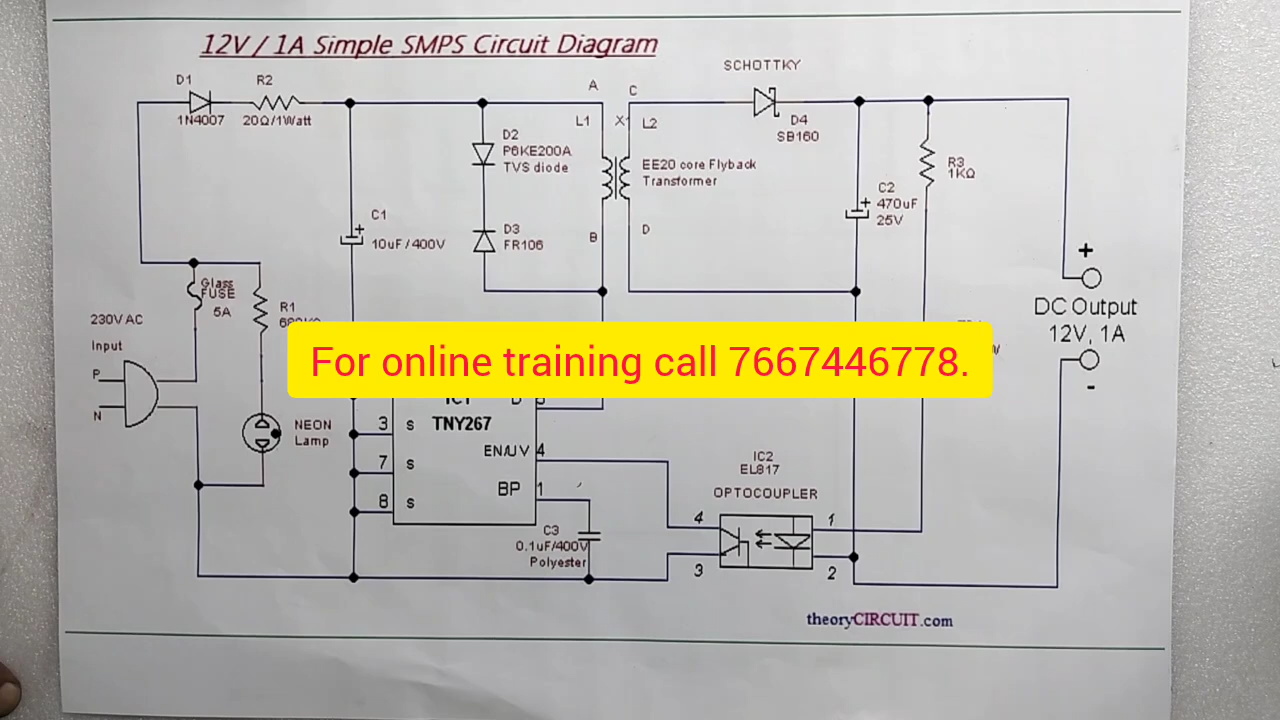 12V / 1A Simple SMPS Circuit Diagram
SCHOTTKY
D1
R2
1N4007
20Ω/1Watt
A
C
L1
X1
L2
D4
SB160
D2
P6KE200A
TVS diode
EE20 core Flyback
Transformer
R3
1KΩ
C2
470uF
25V
C1
10uF/400V
D3
FR106
B
D
+
DC Output
12V, 1A
-
Glass
FUSE
5A
R1
230V AC
Input
P
N
For online training call 7667446778.
NEON
Lamp
IC1
TNY267
D
5
3
S
7
S
8
S
EN/UV
4
BP
1
C3
0.1uF/400V
Polyester
IC2
EL817
OPTOCOUPLER
4
1
3
2
theoryCIRCUIT.com